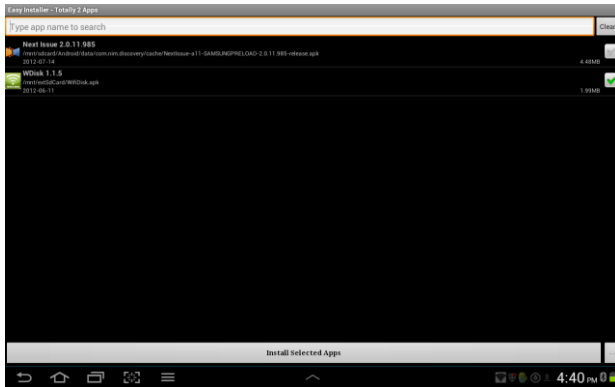 Easy Installer - Totally 2 Apps
Type app name to search
Clear
Next Issue 2.0.11.985
/mnt/sdcard/Android/data/com.nim.discovery/cache/NextIssue-a11-SAMSUNGPRELOAD-2.0.11.985-release.apk
2012-07-14
4.48MB
WDisk 1.1.5
/mnt/extSdCard/WifiDisk.apk
2012-06-11
1.99MB
Install Selected Apps
4:40 PM